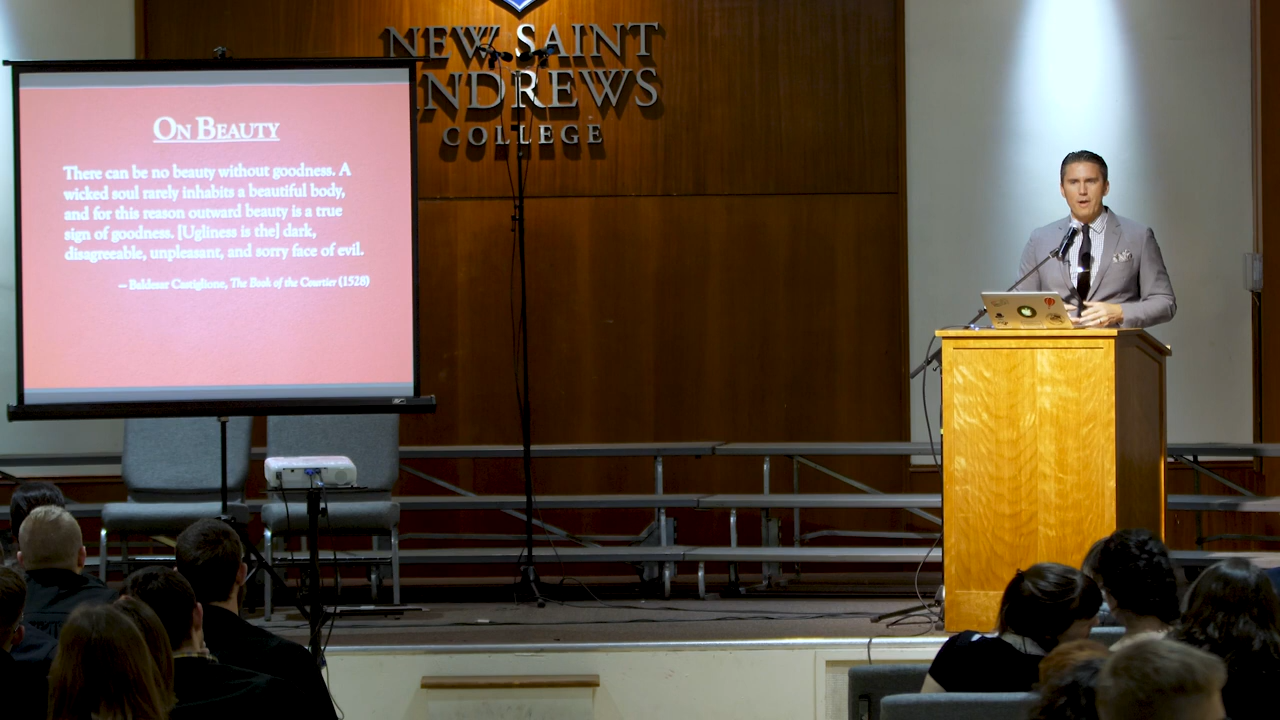 NEW SAINT
ANDREWS
COLLEGE
ON BEAUTY
There can be no beauty without goodness. A
wicked soul rarely inhabits a beautiful body,
and for this reason outward beauty is a true
sign of goodness. [Ugliness is the] dark,
disagreeable, unpleasant, and sorry face of evil.
– Baldesar Castiglione, The Book of the Courtier (1528)